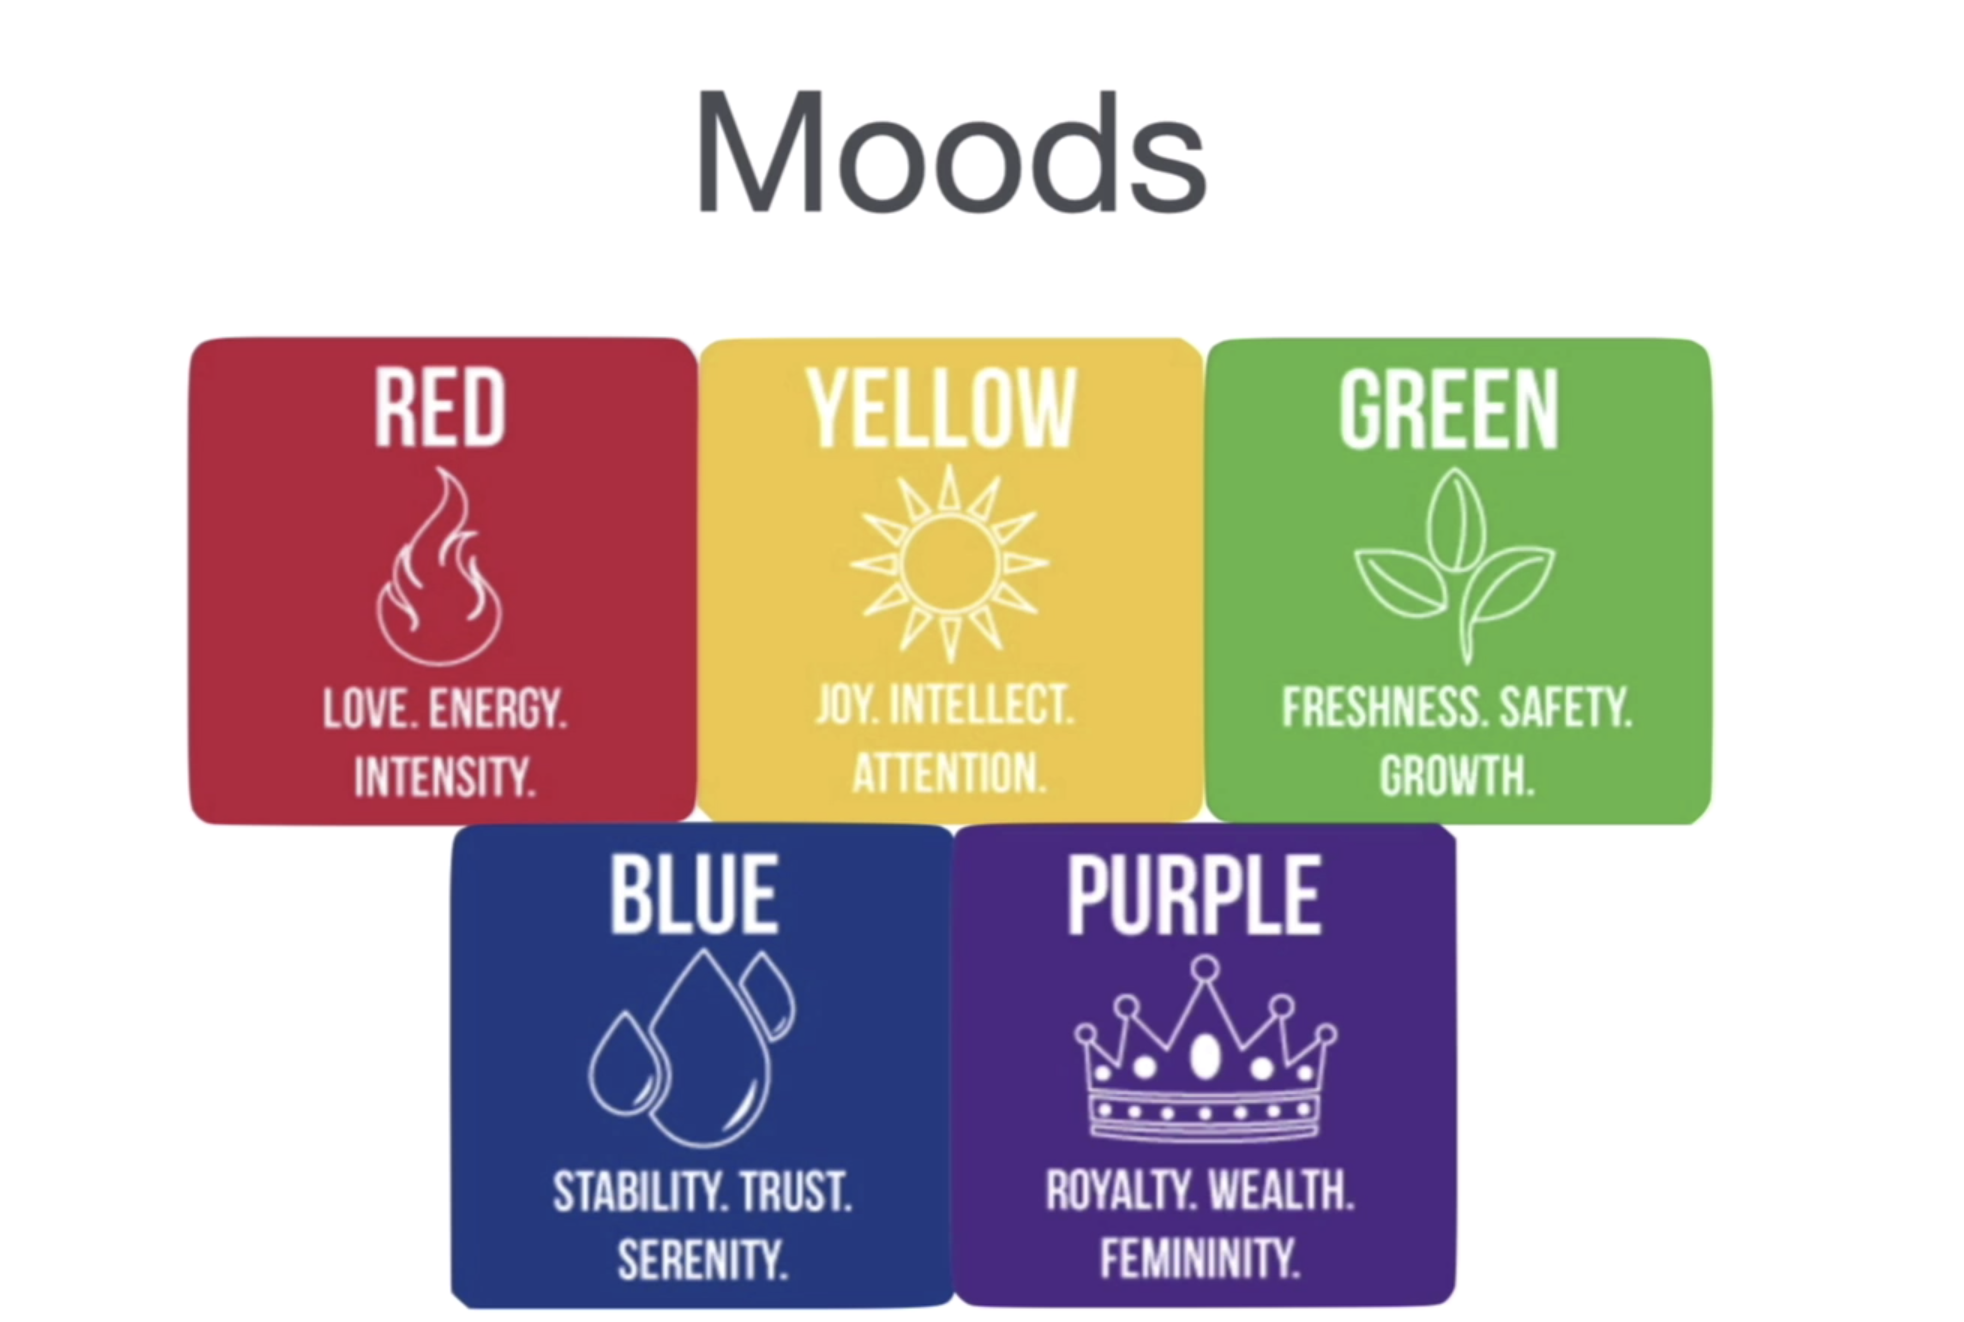 Moods
RED
LOVE. ENERGY.
INTENSITY.
YELLOW
JOY. INTELLECT.
ATTENTION.
GREEN
FRESHNESS. SAFETY.
GROWTH.
BLUE
STABILITY. TRUST.
SERENITY.
PURPLE
ROYALTY. WEALTH.
FEMININITY.